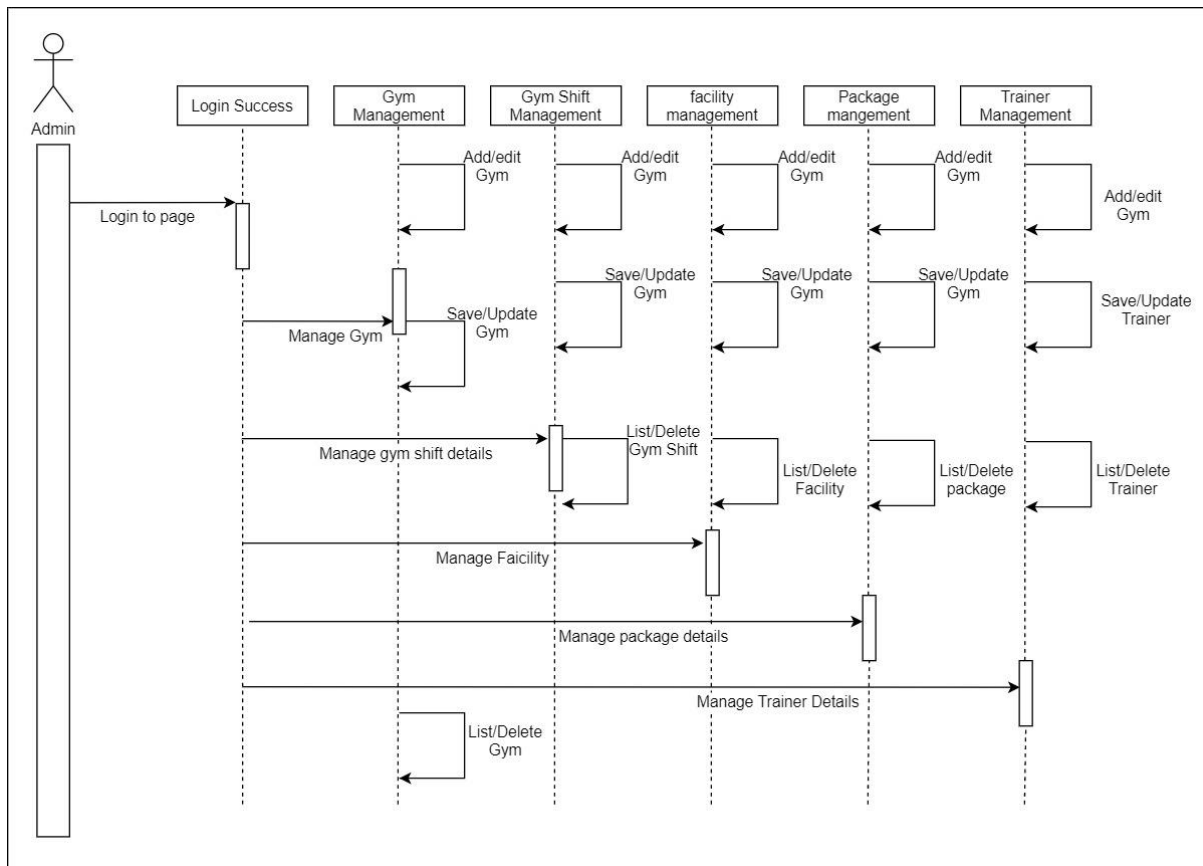 Admin
Login Success
Gym
Management
Gym Shift
Management
facility
management
Package
mangement
Trainer
Management
Add/edit
Gym
Add/edit
Gym
Add/edit
Gym
Add/edit
Gym
Add/edit
Gym
Login to page
Save/Update
Gym
Save/Update
Gym
Save/Update
Gym
Save/Update
Trainer
Save/Update
Gym
Manage Gym
List/Delete
Gym Shift
Manage gym shift details
List/Delete
Facility
List/Delete
package
List/Delete
Trainer
Manage Faicility
Manage package details
Manage Trainer Details
List/Delete
Gym